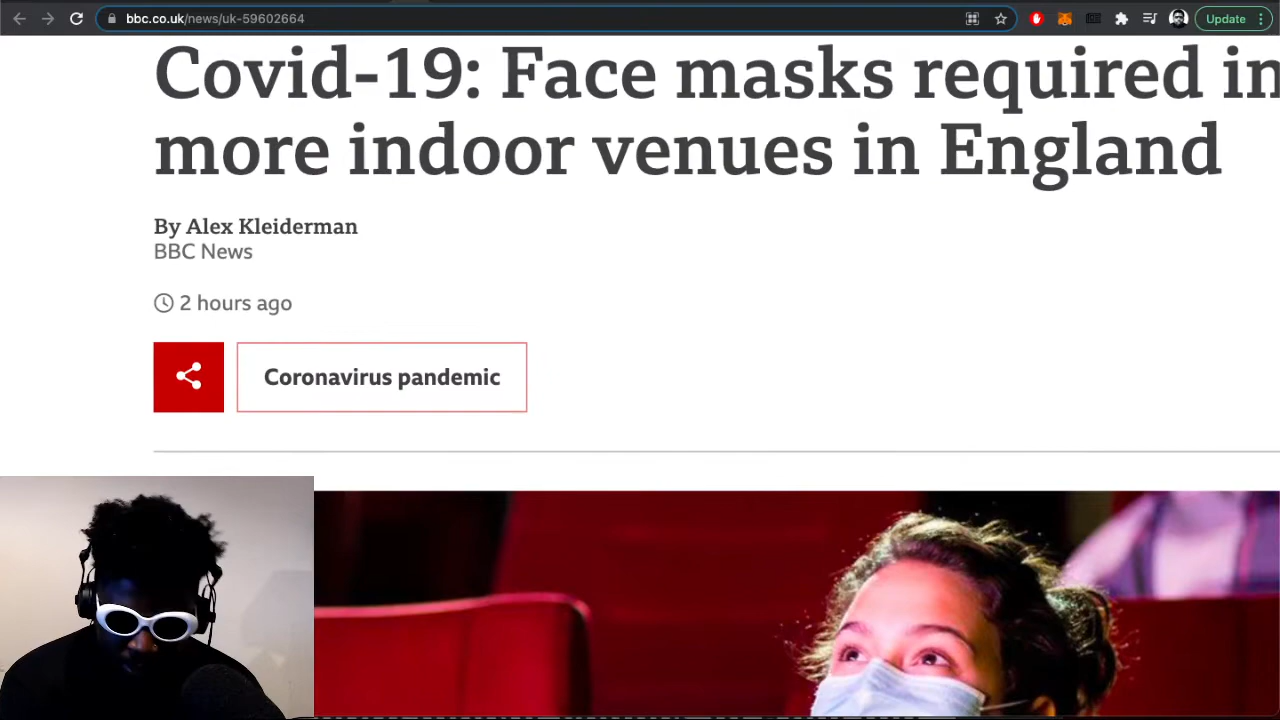 bbc.co.uk/news/uk-59602664
Update
Covid-19: Face masks required in
more indoor venues in England
By Alex Kleiderman
BBC News
2 hours ago
Coronavirus pandemic